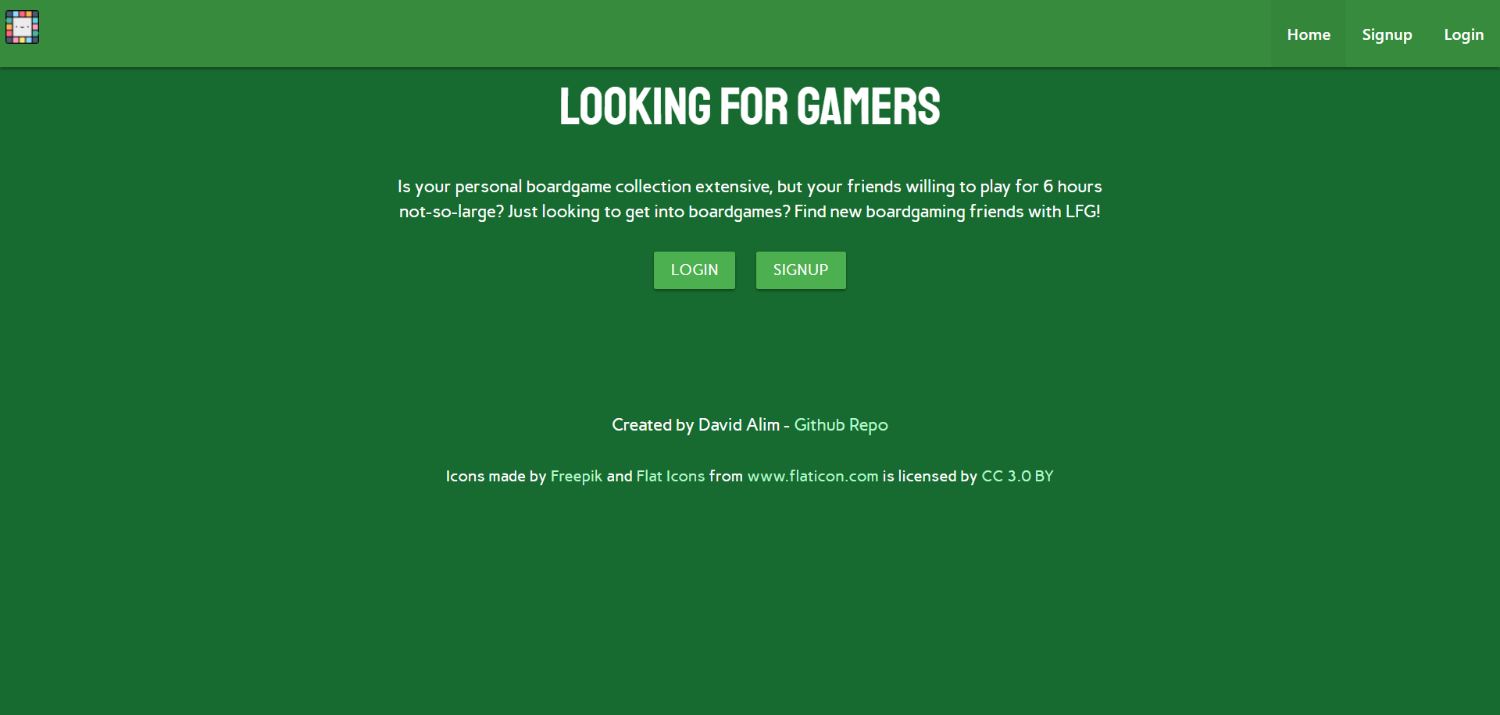 Home Signup Login
LOOKING FOR GAMERS
Is your personal boardgame collection extensive, but your friends willing to play for 6 hours
not-so-large? Just looking to get into boardgames? Find new boardgaming friends with LFG!
LOGIN SIGNUP
Created by David Alim - Github Repo
Icons made by Freepik and Flat Icons from www.flaticon.com is licensed by CC 3.0 BY